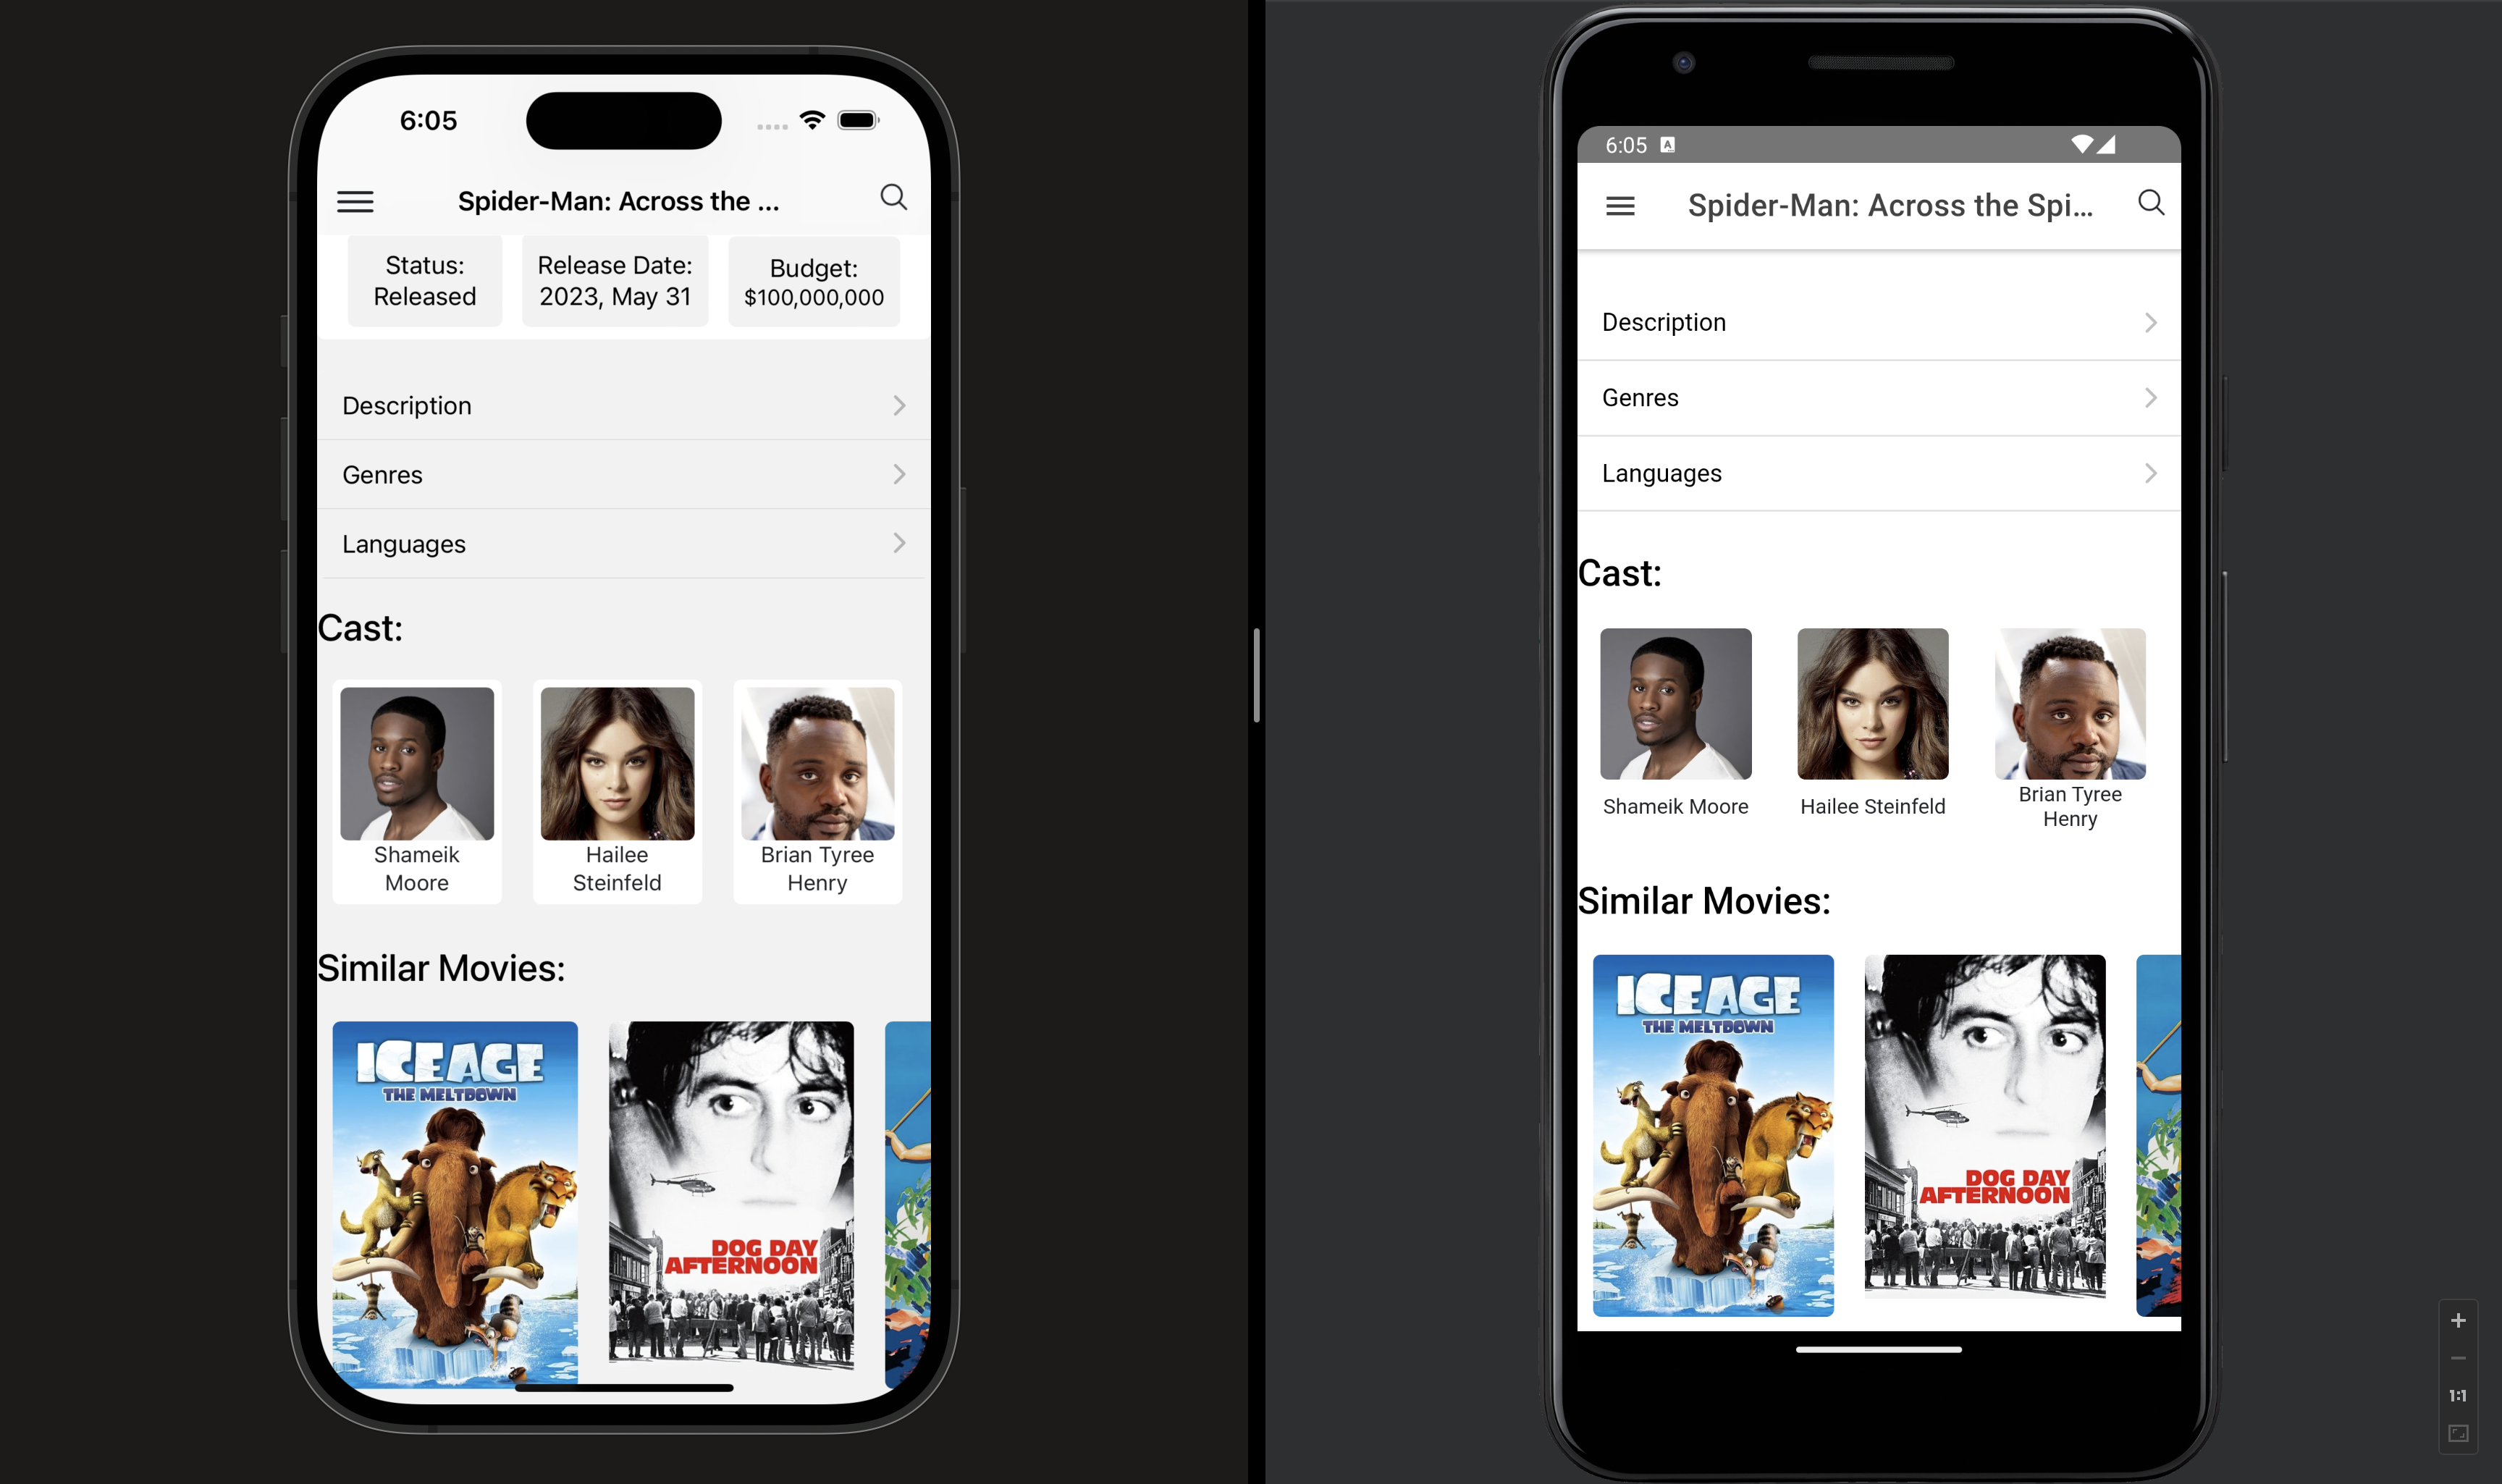 6:05
Spider-Man: Across the ...
Status:
Released
Release Date:
2023, May 31
Budget:
$100,000,000
Description
Genres
Languages
Cast:
Shameik
Moore
Hailee
Steinfeld
Brian Tyree
Henry
Similar Movies:
ICE AGE
THE MELTDOWN
DOG DAY
AFTERNOON
6:05 A
Spider-Man: Across the Spi...
Description
Genres
Languages
Cast:
Shameik Moore
Hailee Steinfeld
Brian Tyree
Henry
Similar Movies:
ICE AGE
THE MELTDOWN
DOG DAY
AFTERNOON
1:1